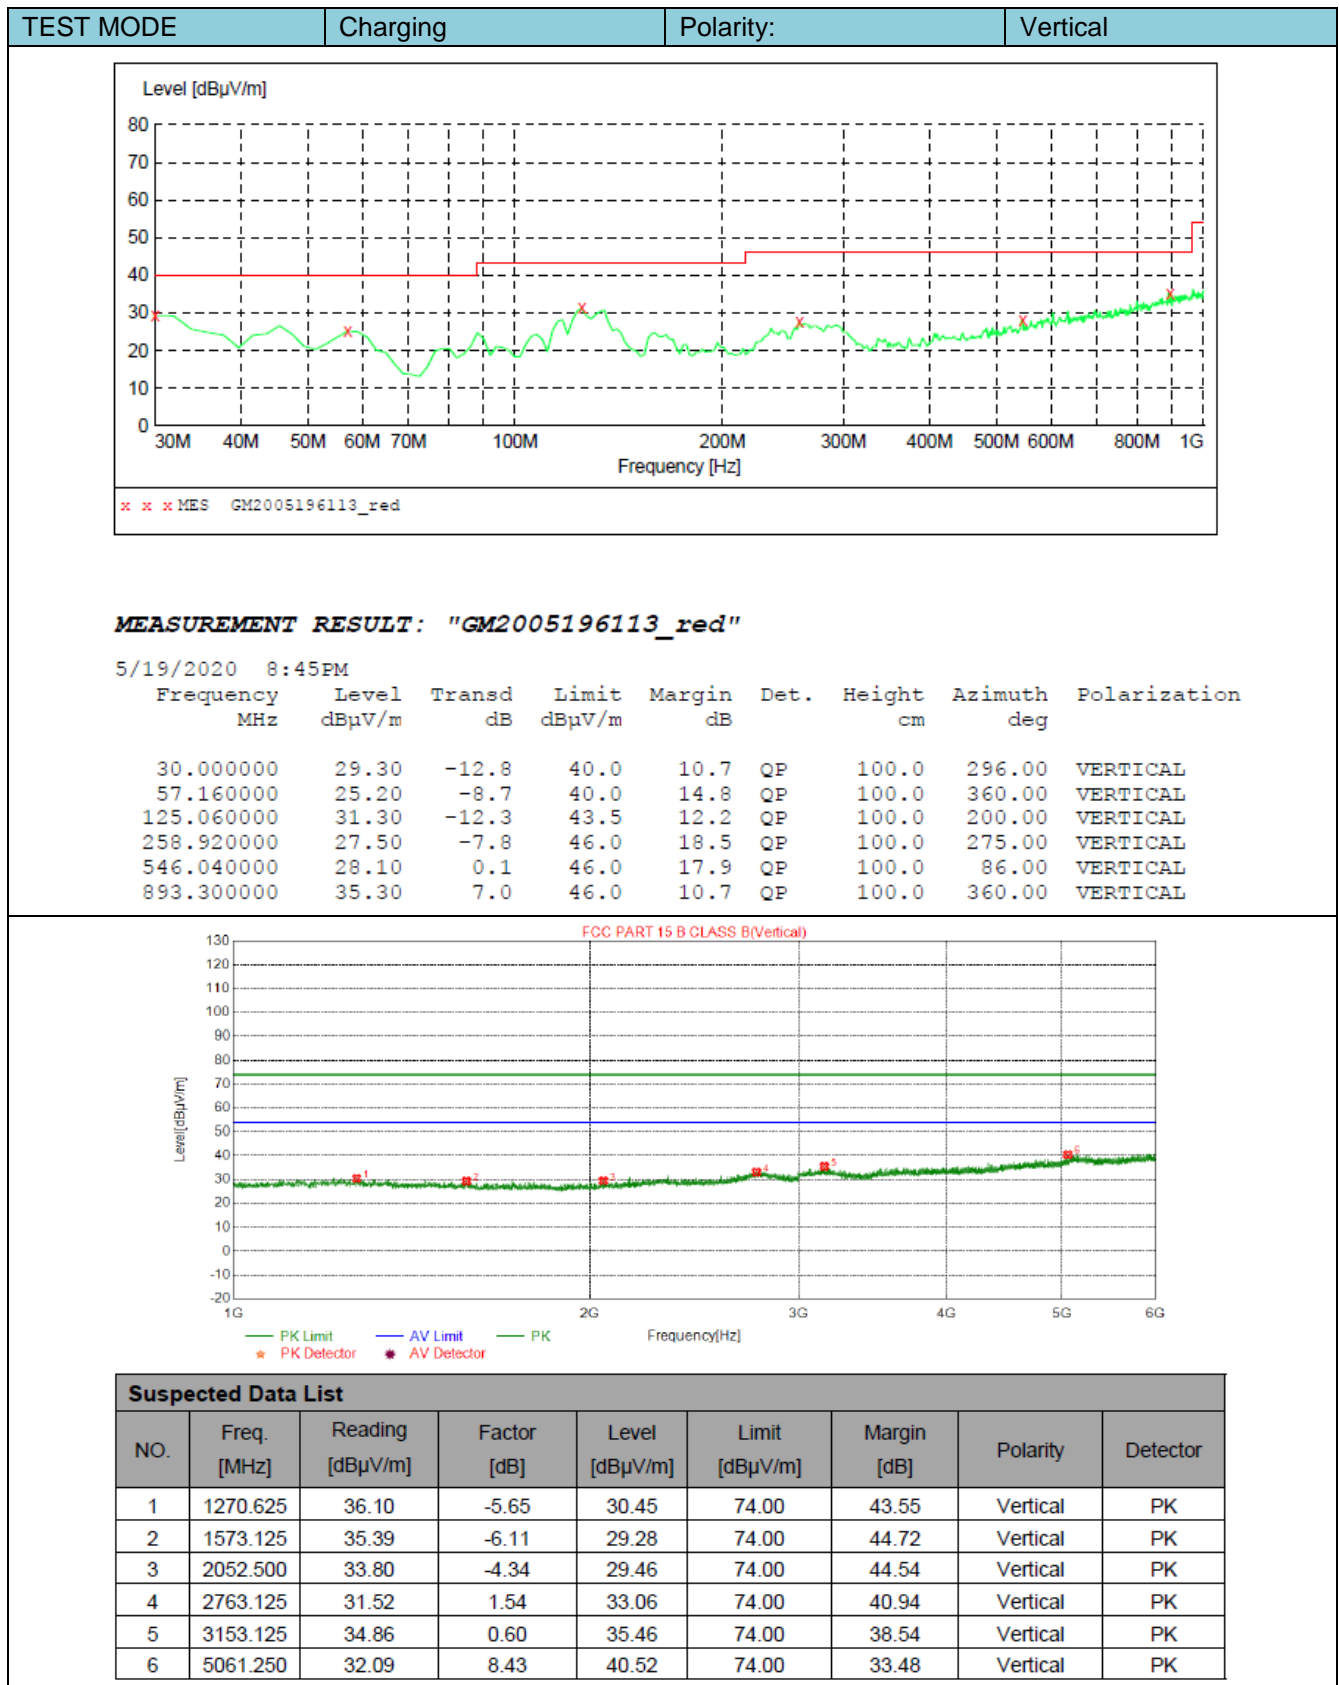 TEST MODE Charging Polarity: Vertical
Level [dBµV/m]
80
70
60
50
40
30
20
10
0
30M 40M 50M 60M 70M 100M 200M 300M 400M 500M 600M 800M 1G
Frequency [Hz]
x x x MES GM2005196113_red
MEASUREMENT RESULT: "GM2005196113_red"
5/19/2020 8:45PM
Frequency Level Transd Limit Margin Det. Height Azimuth Polarization
MHz dBµV/m dB dBµV/m dB cm deg
30.000000 29.30 -12.8 40.0 10.7 QP 100.0 296.00 VERTICAL
57.160000 25.20 -8.7 40.0 14.8 QP 100.0 360.00 VERTICAL
125.060000 31.30 -12.3 43.5 12.2 QP 100.0 200.00 VERTICAL
258.920000 27.50 -7.8 46.0 18.5 QP 100.0 275.00 VERTICAL
546.040000 28.10 0.1 46.0 17.9 QP 100.0 86.00 VERTICAL
893.300000 35.30 7.0 46.0 10.7 QP 100.0 360.00 VERTICAL
FCC PART 15 B CLASS B(Vertical)
130
120
110
100
90
80
70
60
50
40
30
20
10
0
-10
-20
Level[dBµV/m]
1 2 3 4 5 6
1G 2G 3G 4G 5G 6G
Frequency[Hz]
PK Limit AV Limit PK
PK Detector AV Detector
Suspected Data List
NO. Freq. [MHz] Reading [dBµV/m] Factor [dB] Level [dBµV/m] Limit [dBµV/m] Margin [dB] Polarity Detector
1 1270.625 36.10 -5.65 30.45 74.00 43.55 Vertical PK
2 1573.125 35.39 -6.11 29.28 74.00 44.72 Vertical PK
3 2052.500 33.80 -4.34 29.46 74.00 44.54 Vertical PK
4 2763.125 31.52 1.54 33.06 74.00 40.94 Vertical PK
5 3153.125 34.86 0.60 35.46 74.00 38.54 Vertical PK
6 5061.250 32.09 8.43 40.52 74.00 33.48 Vertical PK